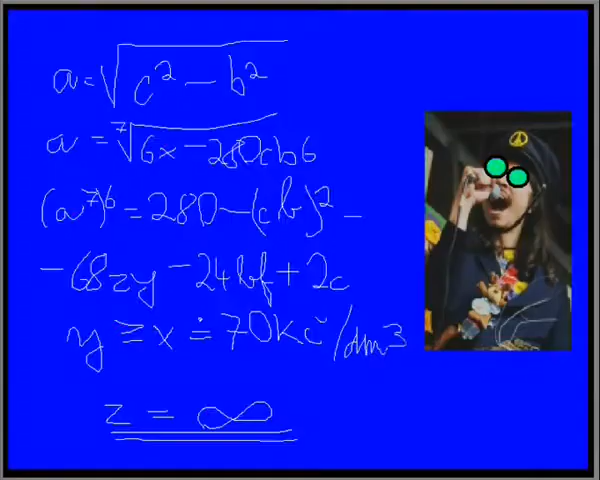 a = √(c² − b²)
a = ⁷√(6x − 280cb6
(a⁷)⁶ = 280 − (cb)² −
− 68zy − 24bf + 2c
y ≥ x ≐ 70Kč/dm³
z = ∞